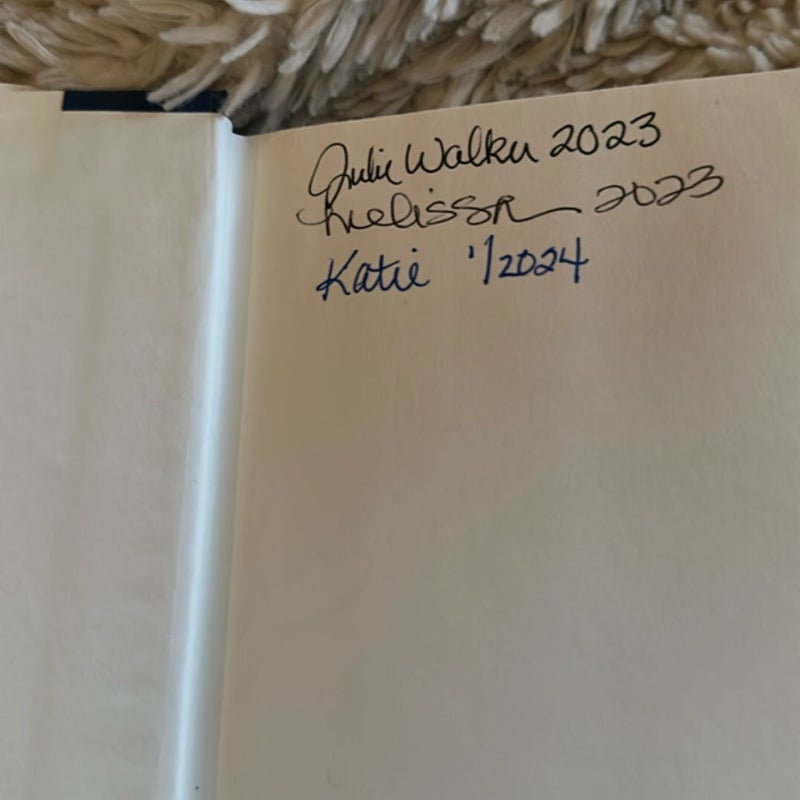 Julie Walker 2023
Melissa 2023
Katie 1/2024